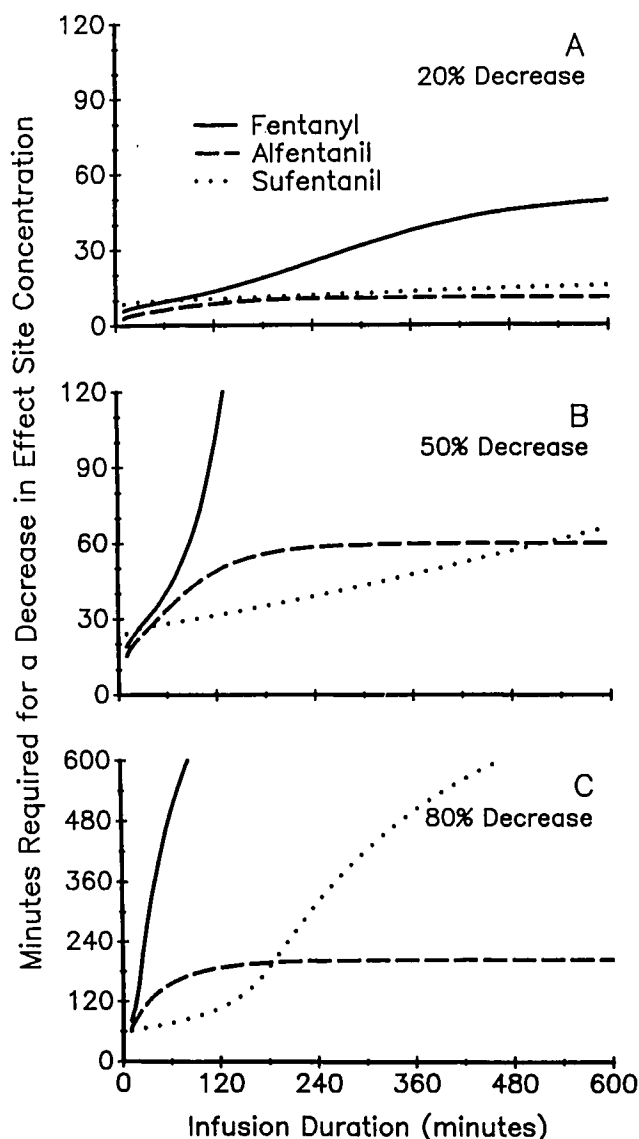 Minutes Required for a Decrease in Effect Site Concentration
120
90
60
30
0
A
20% Decrease
Fentanyl
Alfentanil
Sufentanil
120
90
60
30
0
B
50% Decrease
600
480
360
240
120
0
C
80% Decrease
0 120 240 360 480 600
Infusion Duration (minutes)